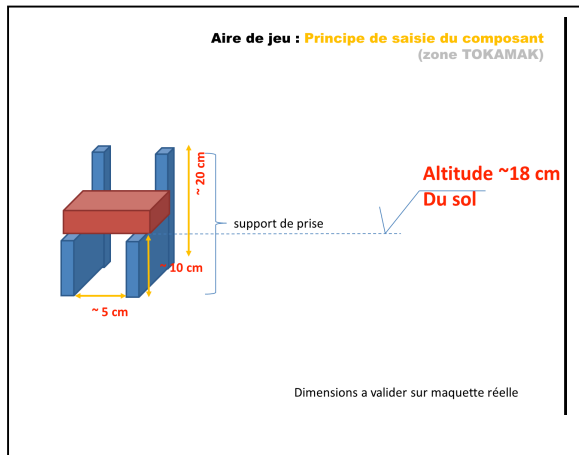 Aire de jeu : Principe de saisie du composant
(zone TOKAMAK)
~ 20 cm
Altitude ~18 cm
Du sol
support de prise
~ 10 cm
~ 5 cm
Dimensions a valider sur maquette réelle